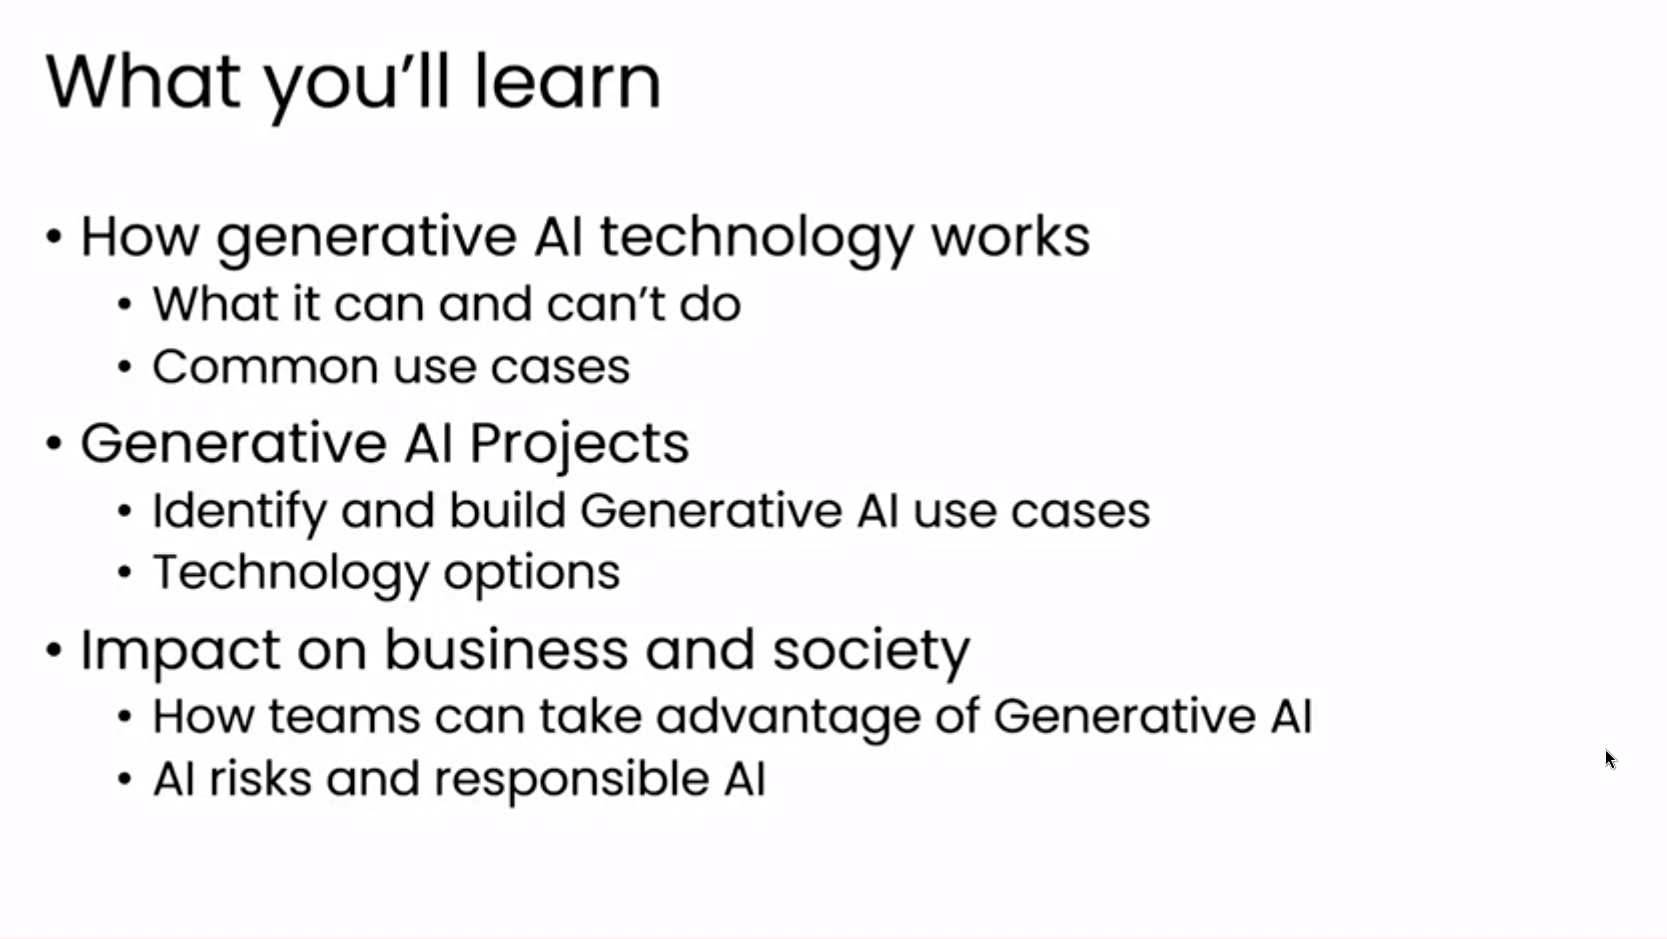 What you’ll learn
• How generative AI technology works
• What it can and can’t do
• Common use cases
• Generative AI Projects
• Identify and build Generative AI use cases
• Technology options
• Impact on business and society
• How teams can take advantage of Generative AI
• AI risks and responsible AI